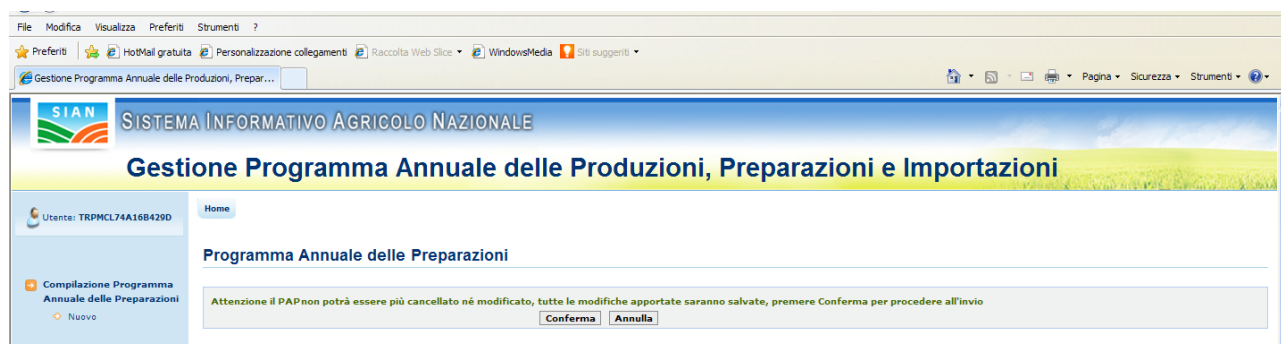 File Modifica Visualizza Preferiti Strumenti ?
Preferiti HotMail gratuita Personalizzazione collegamenti Raccolta Web Slice WindowsMedia Siti suggeriti
Gestione Programma Annuale delle Produzioni, Prepar... Pagina Sicurezza Strumenti
SIAN SISTEMA INFORMATIVO AGRICOLO NAZIONALE
Gestione Programma Annuale delle Produzioni, Preparazioni e Importazioni
Utente: TRPMCL74A16B429D Home
Programma Annuale delle Preparazioni
Compilazione Programma
Annuale delle Preparazioni
Nuovo
Attenzione il PAP non potrà essere più cancellato né modificato, tutte le modifiche apportate saranno salvate, premere Conferma per procedere all'invio
Conferma Annulla